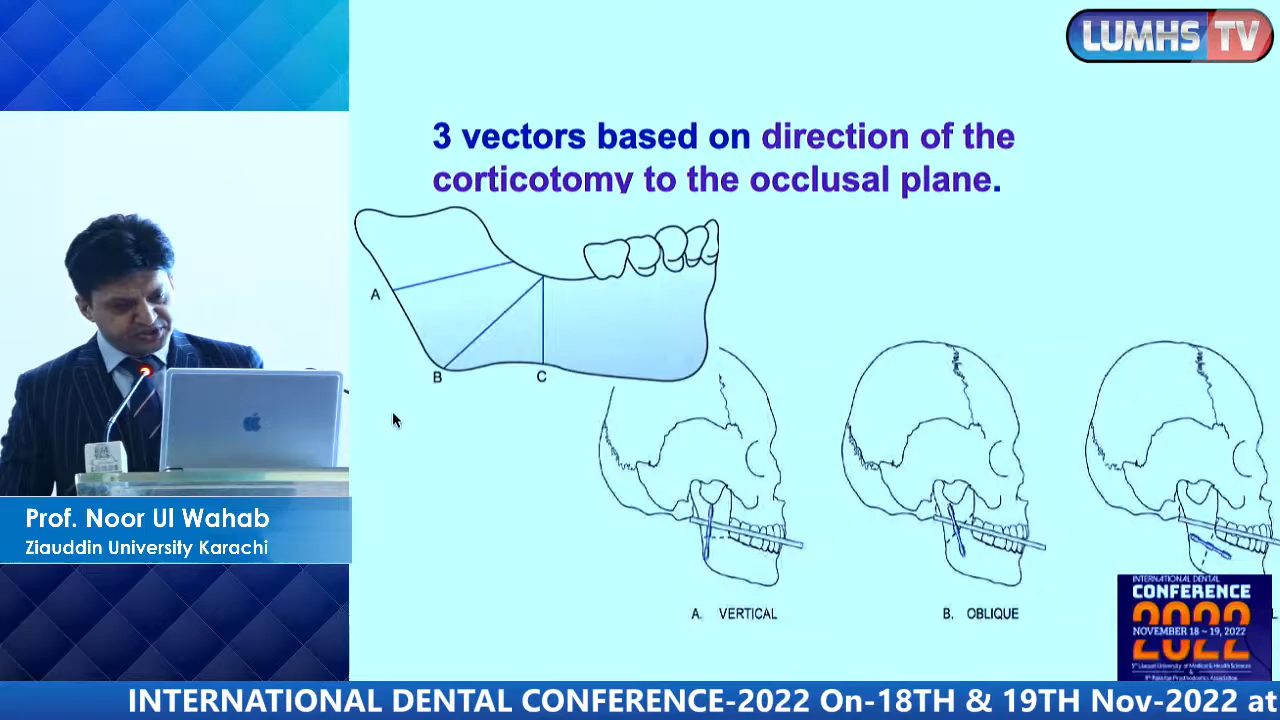 LUMHS TV
3 vectors based on direction of the
corticotomy to the occlusal plane.
A
B
C
A. VERTICAL
B. OBLIQUE
Prof. Noor Ul Wahab
Ziauddin University Karachi
INTERNATIONAL DENTAL
CONFERENCE
2022
NOVEMBER 18 ~ 19, 2022
&
INTERNATIONAL DENTAL CONFERENCE-2022 On-18TH & 19TH Nov-2022 at